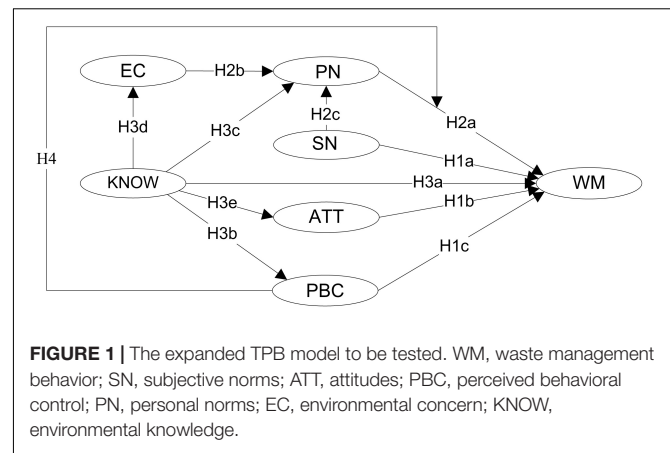 EC
H2b
PN
H2c
H2a
H3d
H3c
H4
SN
H1a
KNOW
H3a
WM
H3e
ATT
H1b
H3b
H1c
PBC
FIGURE 1 | The expanded TPB model to be tested. WM, waste management
behavior; SN, subjective norms; ATT, attitudes; PBC, perceived behavioral
control; PN, personal norms; EC, environmental concern; KNOW,
environmental knowledge.